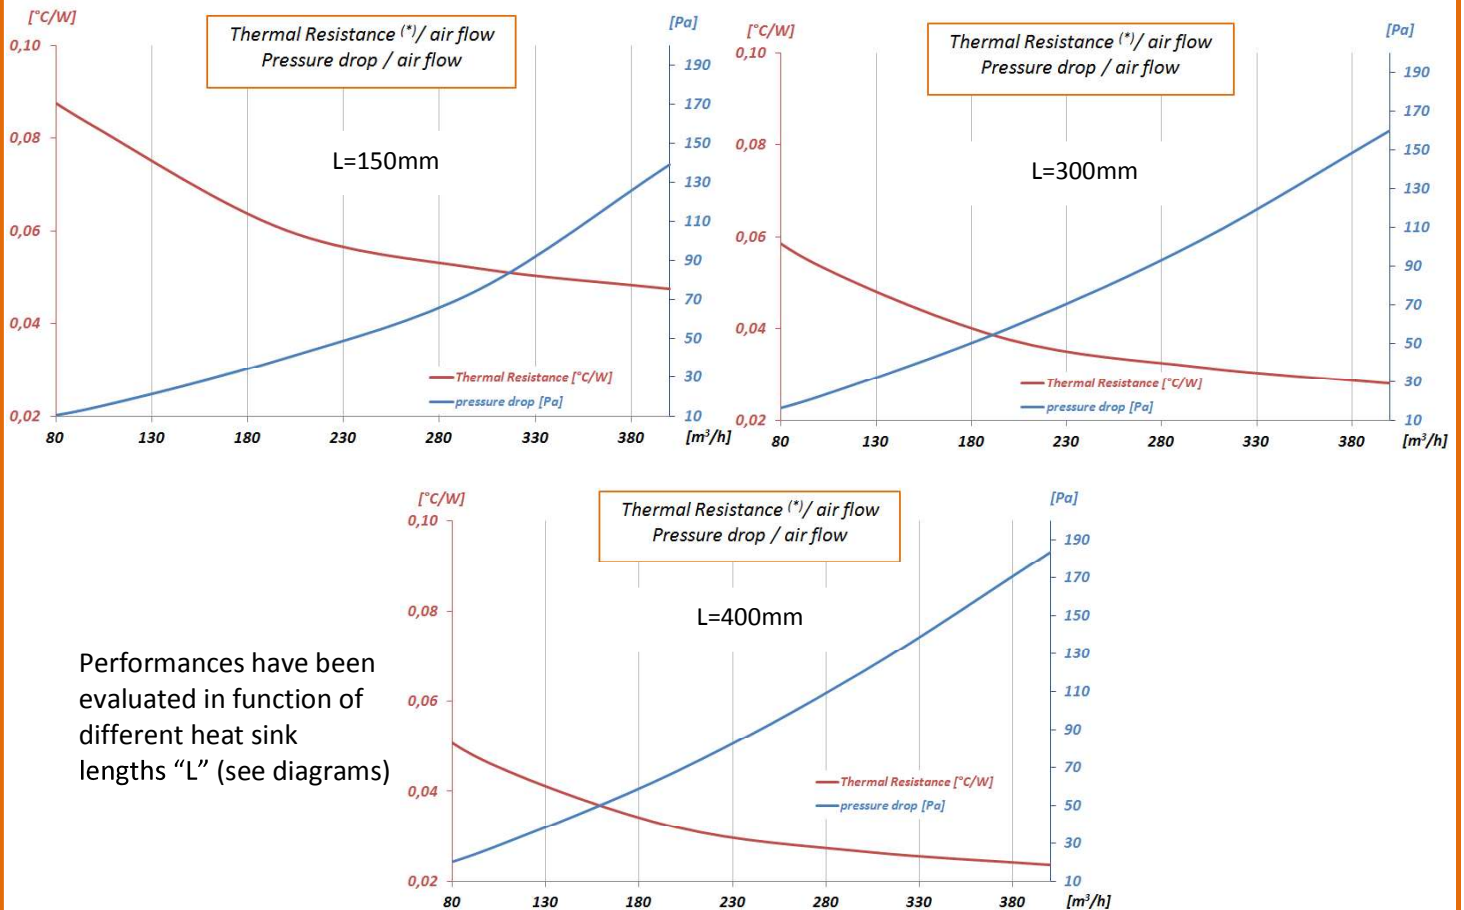 [°C/W]
Thermal Resistance (*)/ air flow
Pressure drop / air flow
[Pa]
0,10
0,08
0,06
0,04
0,02
L=150mm
190
170
150
130
110
90
70
50
30
10
Thermal Resistance [°C/W]
pressure drop [Pa]
80 130 180 230 280 330 380 [m³/h]
[°C/W]
Thermal Resistance (*)/ air flow
Pressure drop / air flow
[Pa]
0,10
0,08
0,06
0,04
0,02
L=300mm
190
170
150
130
110
90
70
50
30
10
Thermal Resistance [°C/W]
pressure drop [Pa]
80 130 180 230 280 330 380 [m³/h]
Performances have been
evaluated in function of
different heat sink
lengths “L” (see diagrams)
[°C/W]
Thermal Resistance (*)/ air flow
Pressure drop / air flow
[Pa]
0,10
0,08
0,06
0,04
0,02
L=400mm
190
170
150
130
110
90
70
50
30
10
Thermal Resistance [°C/W]
pressure drop [Pa]
80 130 180 230 280 330 380 [m³/h]